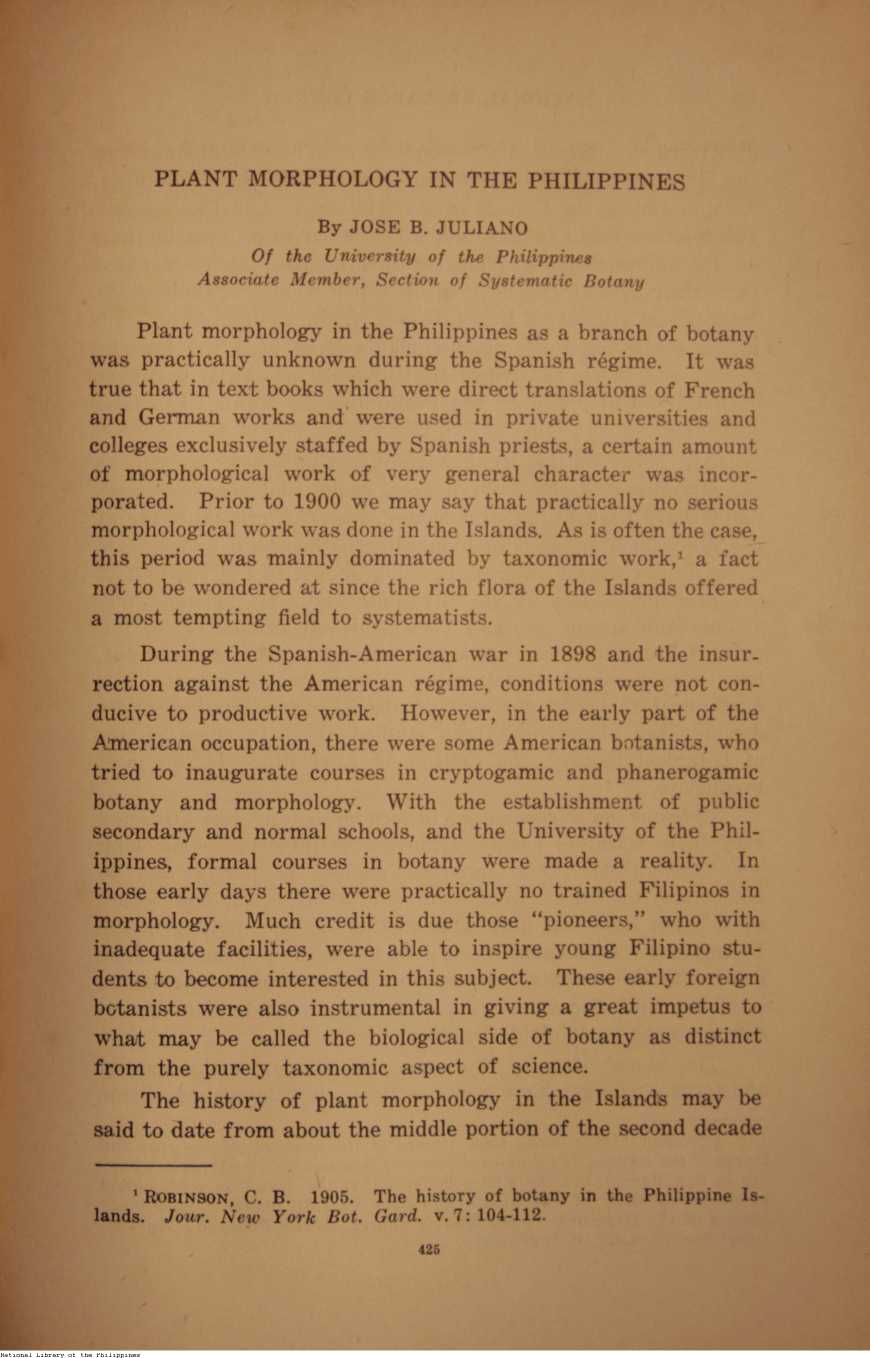 PLANT MORPHOLOGY IN THE PHILIPPINES
By JOSE B. JULIANO
Of the University of the Philippines
Associate Member, Section of Systematic Botany
Plant morphology in the Philippines as a branch of botany
was practically unknown during the Spanish régime. It was
true that in text books which were direct translations of French
and German works and were used in private universities and
colleges exclusively staffed by Spanish priests, a certain amount
of morphological work of very general character was incor-
porated. Prior to 1900 we may say that practically no serious
morphological work was done in the Islands. As is often the case,
this period was mainly dominated by taxonomic work,¹ a fact
not to be wondered at since the rich flora of the Islands offered
a most tempting field to systematists.
During the Spanish-American war in 1898 and the insur-
rection against the American régime, conditions were not con-
ducive to productive work. However, in the early part of the
American occupation, there were some American botanists, who
tried to inaugurate courses in cryptogamic and phanerogamic
botany and morphology. With the establishment of public
secondary and normal schools, and the University of the Phil-
ippines, formal courses in botany were made a reality. In
those early days there were practically no trained Filipinos in
morphology. Much credit is due those “pioneers,” who with
inadequate facilities, were able to inspire young Filipino stu-
dents to become interested in this subject. These early foreign
botanists were also instrumental in giving a great impetus to
what may be called the biological side of botany as distinct
from the purely taxonomic aspect of science.
The history of plant morphology in the Islands may be
said to date from about the middle portion of the second decade
¹ ROBINSON, C. B. 1905. The history of botany in the Philippine Is-
lands. Jour. New York Bot. Gard. v. 7: 104-112.
425
National Library of the Philippines